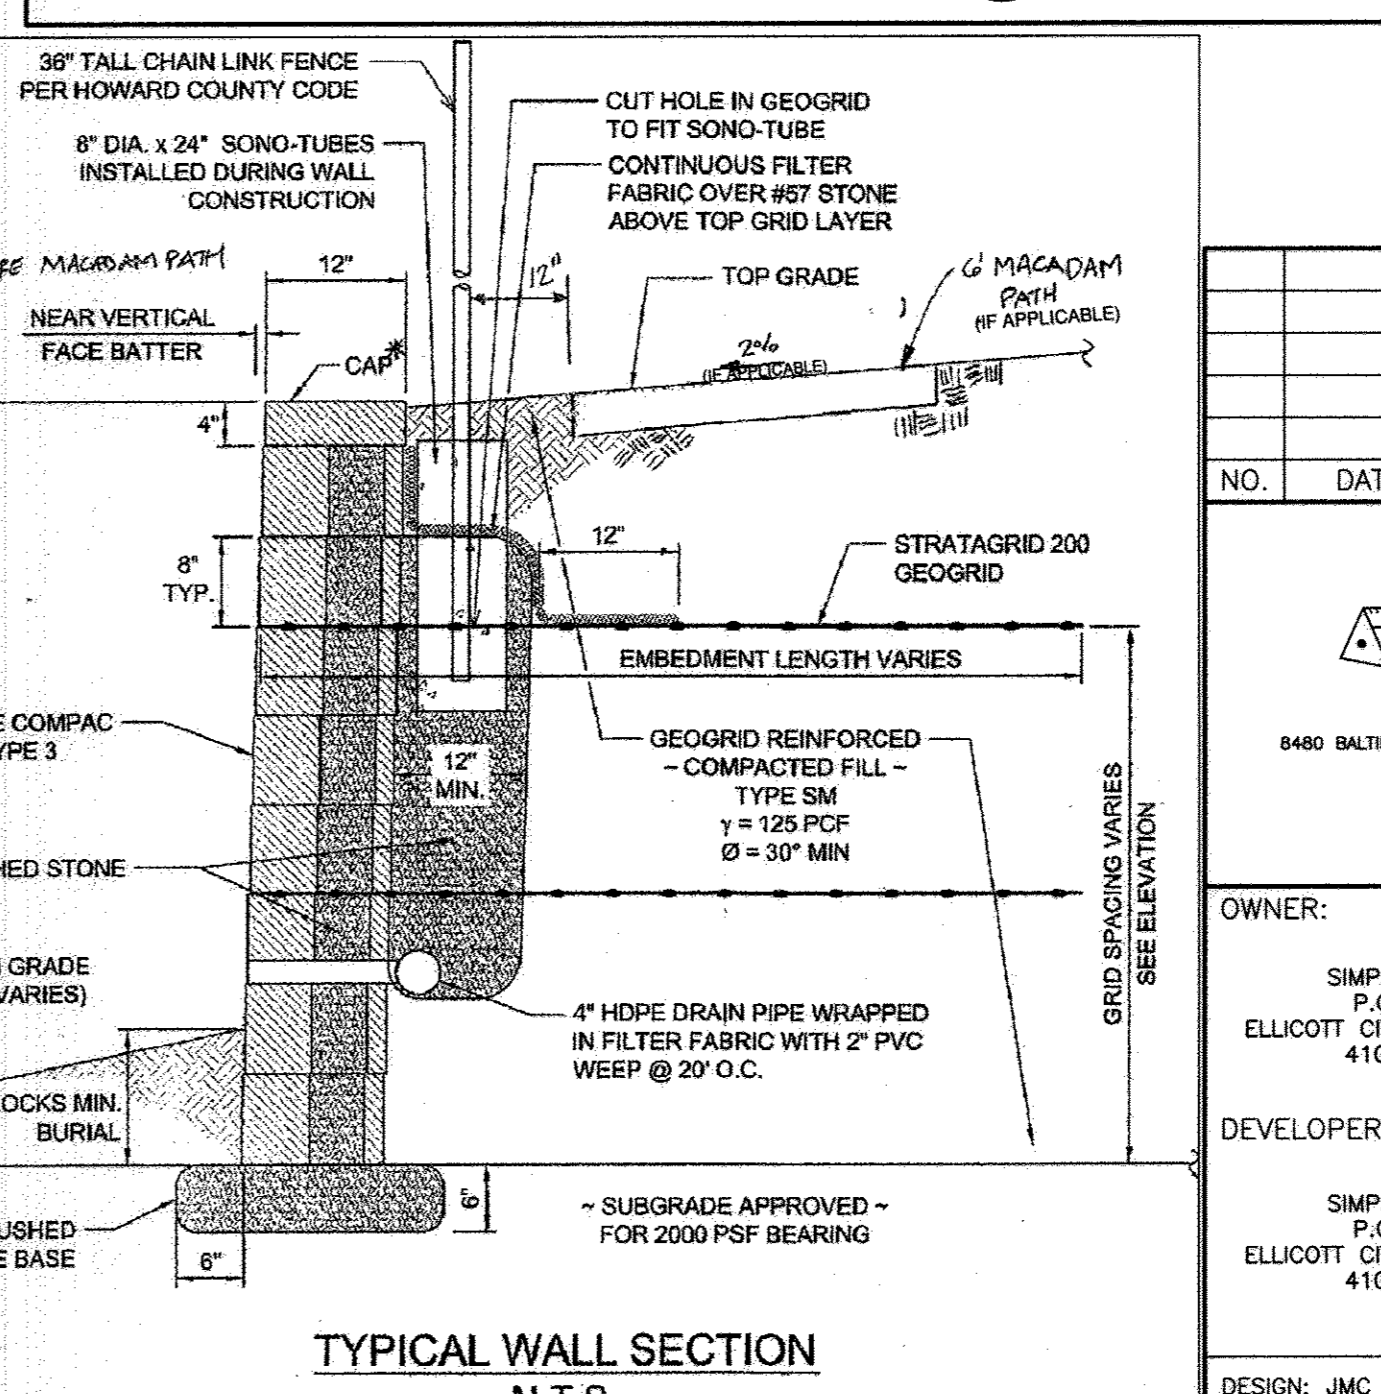 36" TALL CHAIN LINK FENCE
PER HOWARD COUNTY CODE
8" DIA. x 24" SONO-TUBES
INSTALLED DURING WALL
CONSTRUCTION
CUT HOLE IN GEOGRID
TO FIT SONO-TUBE
CONTINUOUS FILTER
FABRIC OVER #57 STONE
ABOVE TOP GRID LAYER
MACADAM PATH
12"
12"
TOP GRADE
6' MACADAM
PATH
(IF APPLICABLE)
NEAR VERTICAL
FACE BATTER
CAP*
2%
(IF APPLICABLE)
4"
8"
TYP.
12"
STRATAGRID 200
GEOGRID
EMBEDMENT LENGTH VARIES
E COMPAC
YPE 3
12"
MIN.
GEOGRID REINFORCED
~ COMPACTED FILL ~
TYPE SM
γ = 125 PCF
Ø = 30° MIN
HED STONE
GRID SPACING VARIES
SEE ELEVATION
GRADE
VARIES)
4" HDPE DRAIN PIPE WRAPPED
IN FILTER FABRIC WITH 2" PVC
WEEP @ 20' O.C.
OCKS MIN.
BURIAL
6"
~ SUBGRADE APPROVED ~
FOR 2000 PSF BEARING
USHED
E BASE
6"
TYPICAL WALL SECTION
N.T.S.
NO. DAT
8480 BALTI
OWNER:
SIMP
P.O
ELLICOTT CI
410
DEVELOPER
SIMP
P.O
ELLICOTT CI
410
DESIGN: JMC